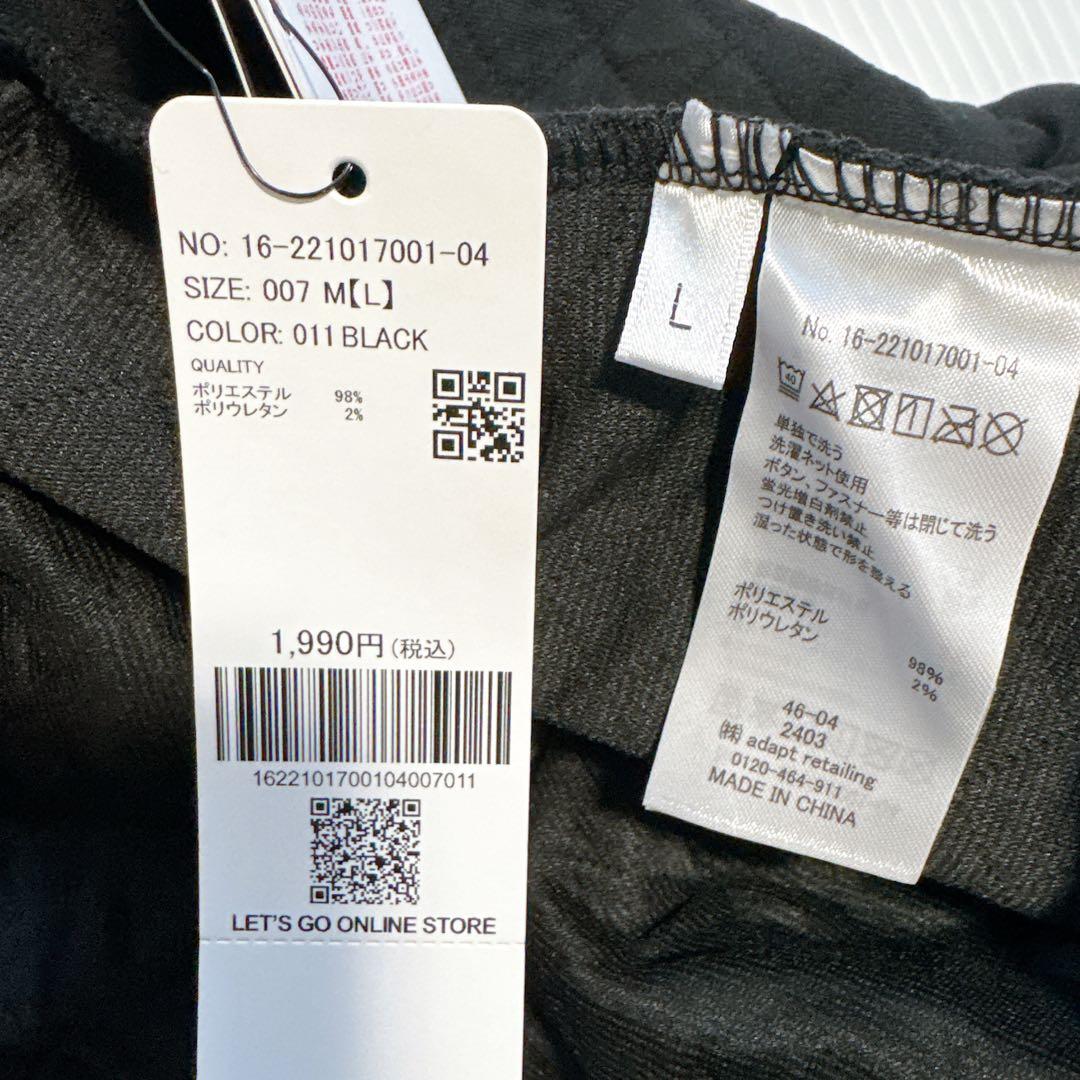 NO: 16-221017001-04
SIZE: 007 M【L】
COLOR: 011 BLACK
QUALITY
ポリエステル 98%
ポリウレタン 2%
1,990円(税込)
1622101700104007011
LET'S GO ONLINE STORE
L
No. 16-221017001-04
40
単独で洗う
洗濯ネット使用
ボタン、ファスナー等は閉じて洗う
蛍光増白剤禁止
つけ置き洗い禁止
湿った状態で形を整える
ポリエステル 98%
ポリウレタン 2%
46-04
2403
㈱ adapt retailing
0120-464-911
MADE IN CHINA